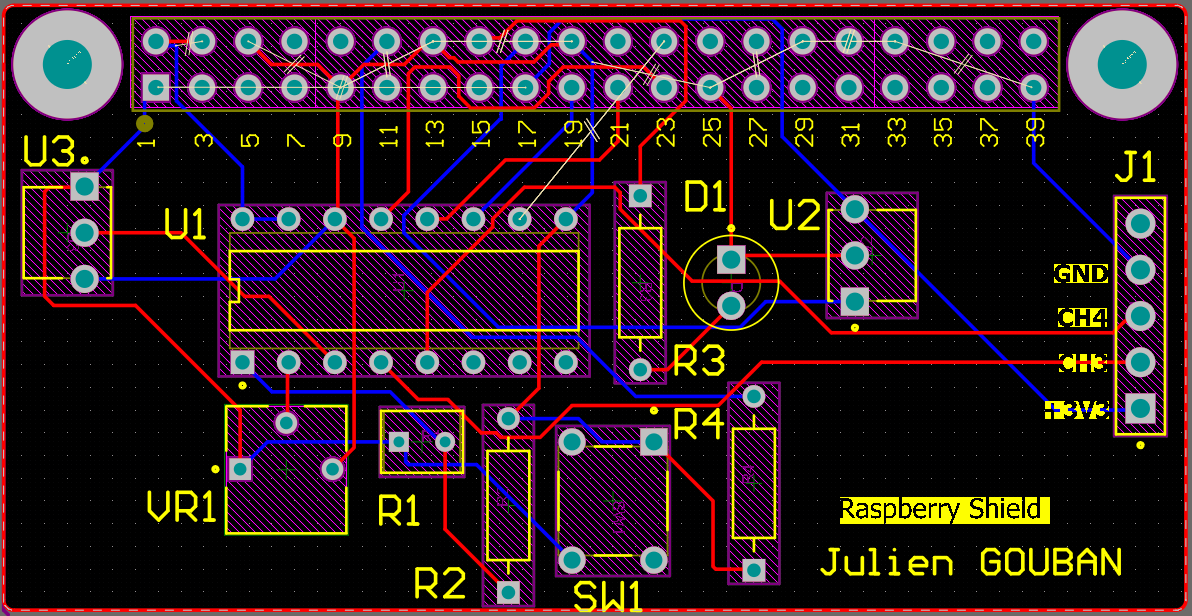 1 3 5 7 9 11 13 15 17 19 21 23 25 27 29 31 33 35 37 39
U3.
J1
D1
U2
U1
GND
CH4
R3
CH3
+3V3
R4
VR1
R1
Raspberry Shield
Julien GOUBAN
R2
SW1